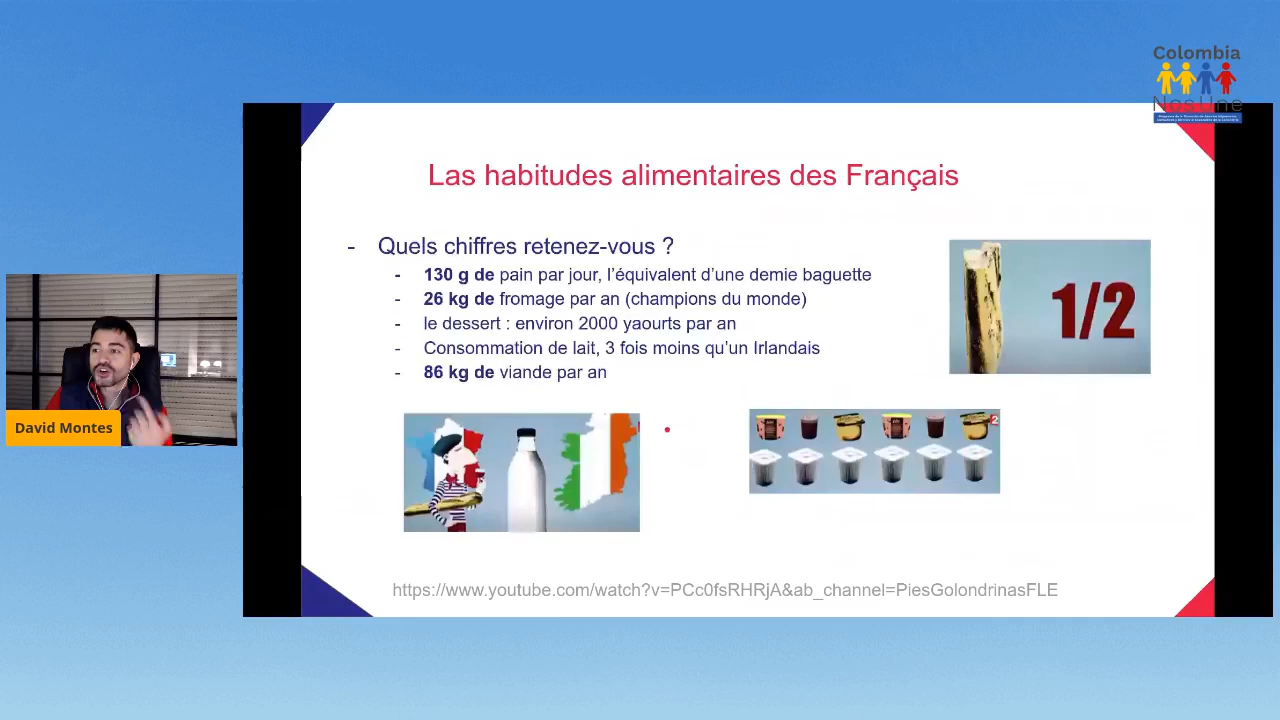 Colombia
NosUne
Las habitudes alimentaires des Français
- Quels chiffres retenez-vous ?
- 130 g de pain par jour, l'équivalent d'une demie baguette
- 26 kg de fromage par an (champions du monde)
- le dessert : environ 2000 yaourts par an
- Consommation de lait, 3 fois moins qu'un Irlandais
- 86 kg de viande par an
1/2
2
David Montes
https://www.youtube.com/watch?v=PCc0fsRHRjA&ab_channel=PiesGolondrinasFLE